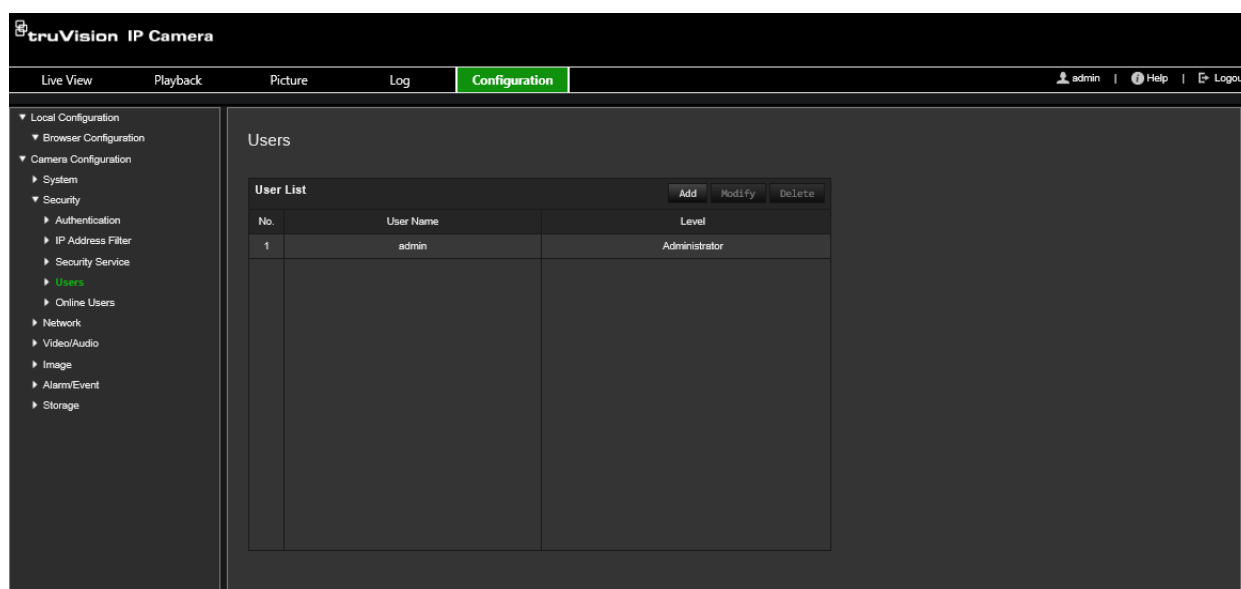 truVision IP Camera
Live View Playback Picture Log Configuration admin | Help |
Local Configuration
Browser Configuration
Camera Configuration
System
Security
Authentication
IP Address Filter
Security Service
Users
Online Users
Network
Video/Audio
Image
Alarm/Event
Storage
Users
User List Add Modify Delete
No. User Name Level
1 admin Administrator